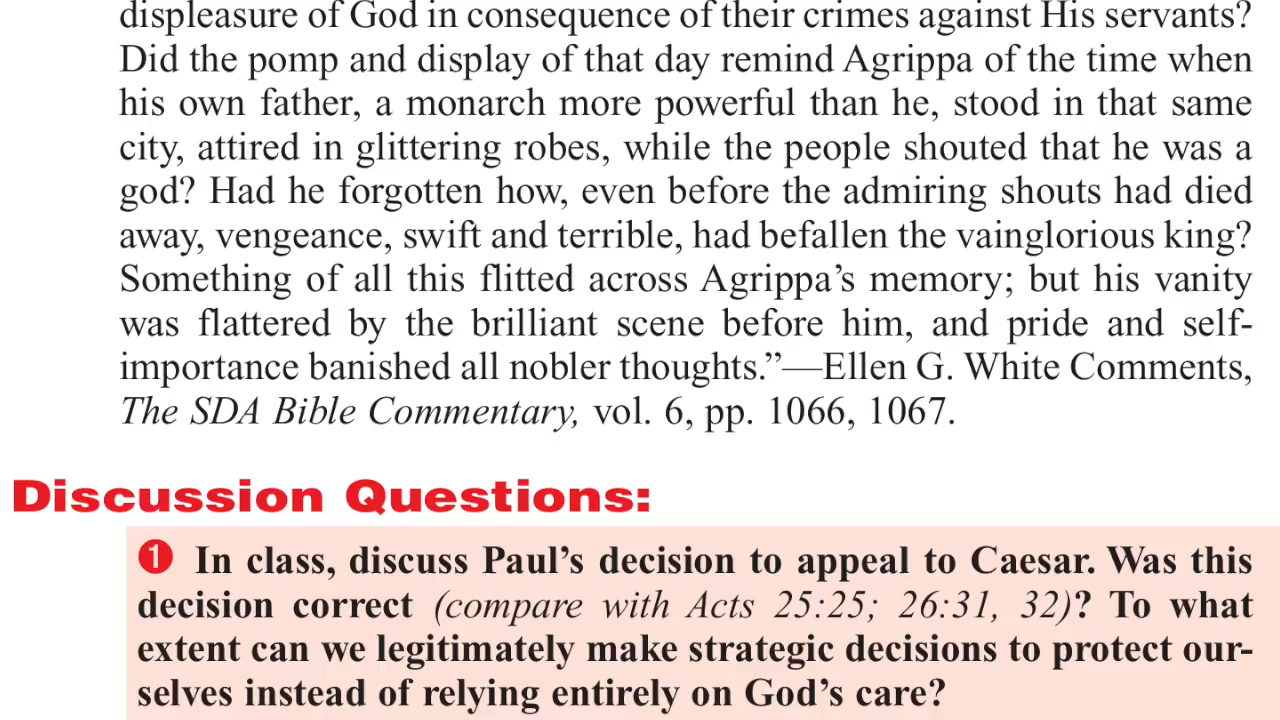 displeasure of God in consequence of their crimes against His servants?
Did the pomp and display of that day remind Agrippa of the time when
his own father, a monarch more powerful than he, stood in that same
city, attired in glittering robes, while the people shouted that he was a
god? Had he forgotten how, even before the admiring shouts had died
away, vengeance, swift and terrible, had befallen the vainglorious king?
Something of all this flitted across Agrippa’s memory; but his vanity
was flattered by the brilliant scene before him, and pride and self-
importance banished all nobler thoughts.”—Ellen G. White Comments,
The SDA Bible Commentary, vol. 6, pp. 1066, 1067.
Discussion Questions:
❶ In class, discuss Paul’s decision to appeal to Caesar. Was this
decision correct (compare with Acts 25:25; 26:31, 32)? To what
extent can we legitimately make strategic decisions to protect our-
selves instead of relying entirely on God’s care?